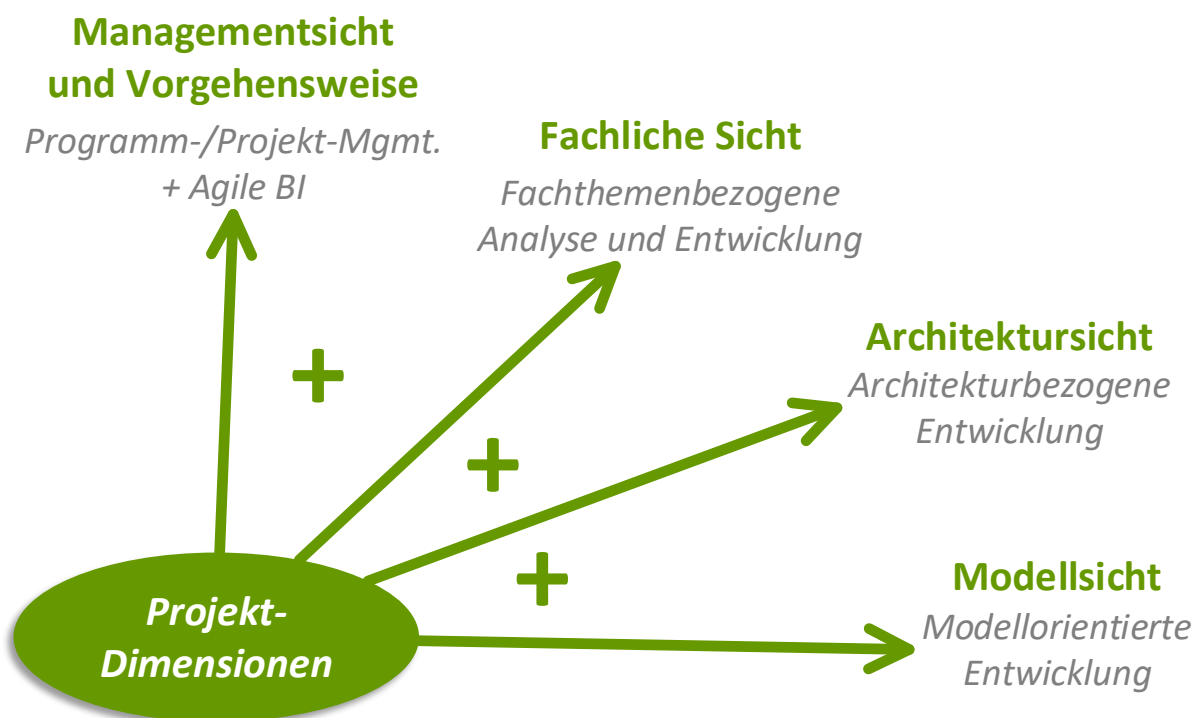 Managementsicht
und Vorgehensweise
Programm-/Projekt-Mgmt.
+ Agile BI
Fachliche Sicht
Fachthemenbezogene
Analyse und Entwicklung
Architektursicht
Architekturbezogene
Entwicklung
Modellsicht
Modellorientierte
Entwicklung
+
+
+
Projekt-
Dimensionen